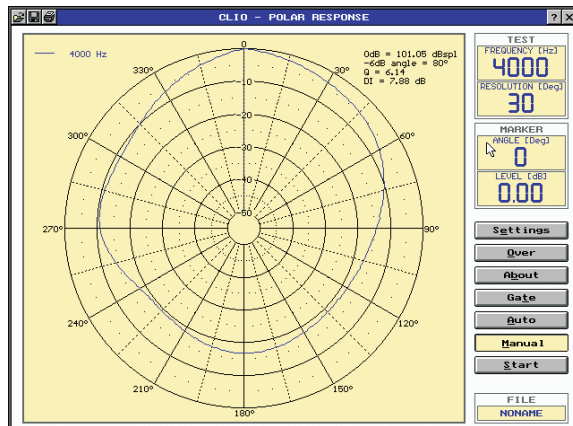 CLIO - POLAR RESPONSE
? X
4000 Hz
0dB = 101.05 dBspl
-6dB angle = 80°
Q = 6.14
DI = 7.88 dB
0
30°
60°
90°
120°
150°
180°
210°
240°
270°
300°
330°
-10
-20
-30
-40
-50
TEST
FREQUENCY [Hz]
4000
RESOLUTION [Deg]
30
MARKER
ANGLE [Deg]
0
LEVEL [dB]
0.00
Settings
Over
About
Gate
Auto
Manual
Start
FILE
NONAME